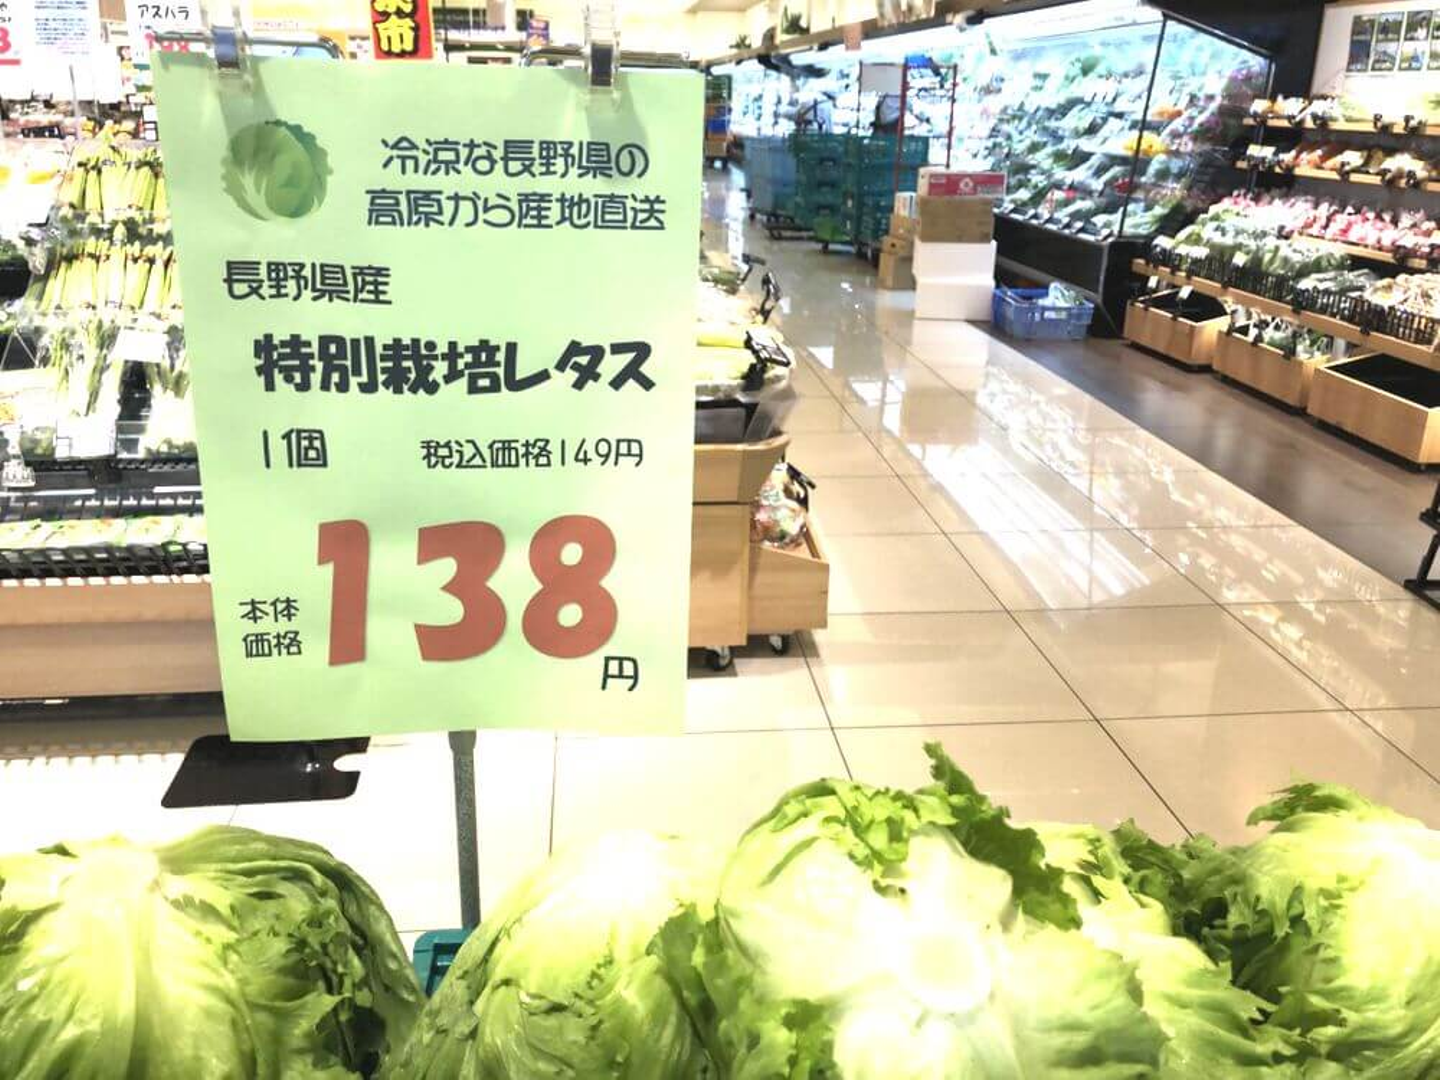 アスパラ
市
冷涼な長野県の
高原から産地直送
長野県産
特別栽培レタス
1個 税込価格149円
本体
価格
138
円